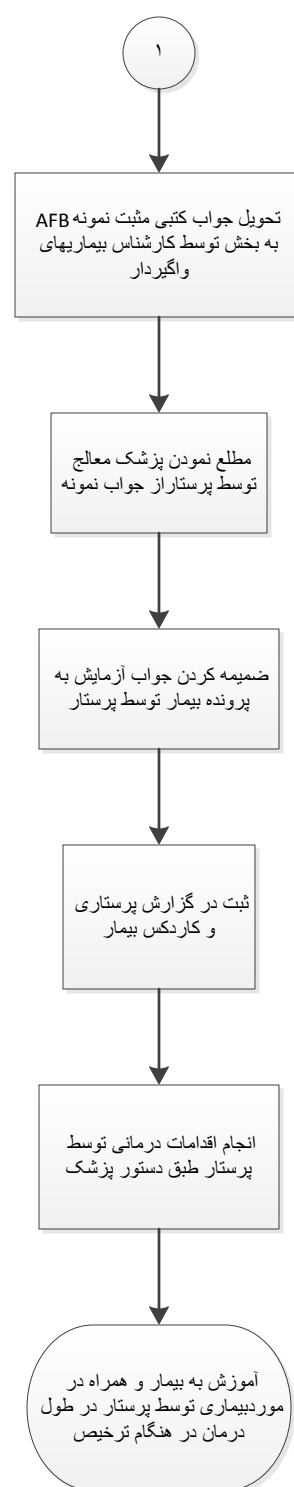 ۱
تحویل جواب کتبی مثبت نمونه AFB
به بخش توسط کارشناس بیماریهای
واگیردار
مطلع نمودن پزشک معالج
توسط پرستاراز جواب نمونه
ضمیمه کردن جواب آزمایش به
پرونده بیمار توسط پرستار
ثبت در گزارش پرستاری
و کاردکس بیمار
انجام اقدامات درمانی توسط
پرستار طبق دستور پزشک
آموزش به بیمار و همراه در
موردبیماری توسط پرستار در طول
درمان در هنگام ترخیص